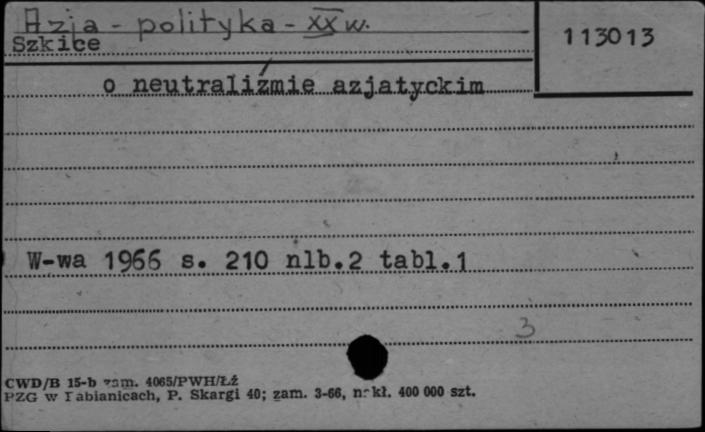 Azja - polityka - XX w.
Szkice
113013
o neutraliźmie azjatyckim
W-wa 1966 s. 210 nlb.2 tabl.1
3
CWD/B 15-b zam. 4065/PWH/ŁŹ
PZG w Pabianicach, P. Skargi 40; zam. 3-66, nakł. 400 000 szt.